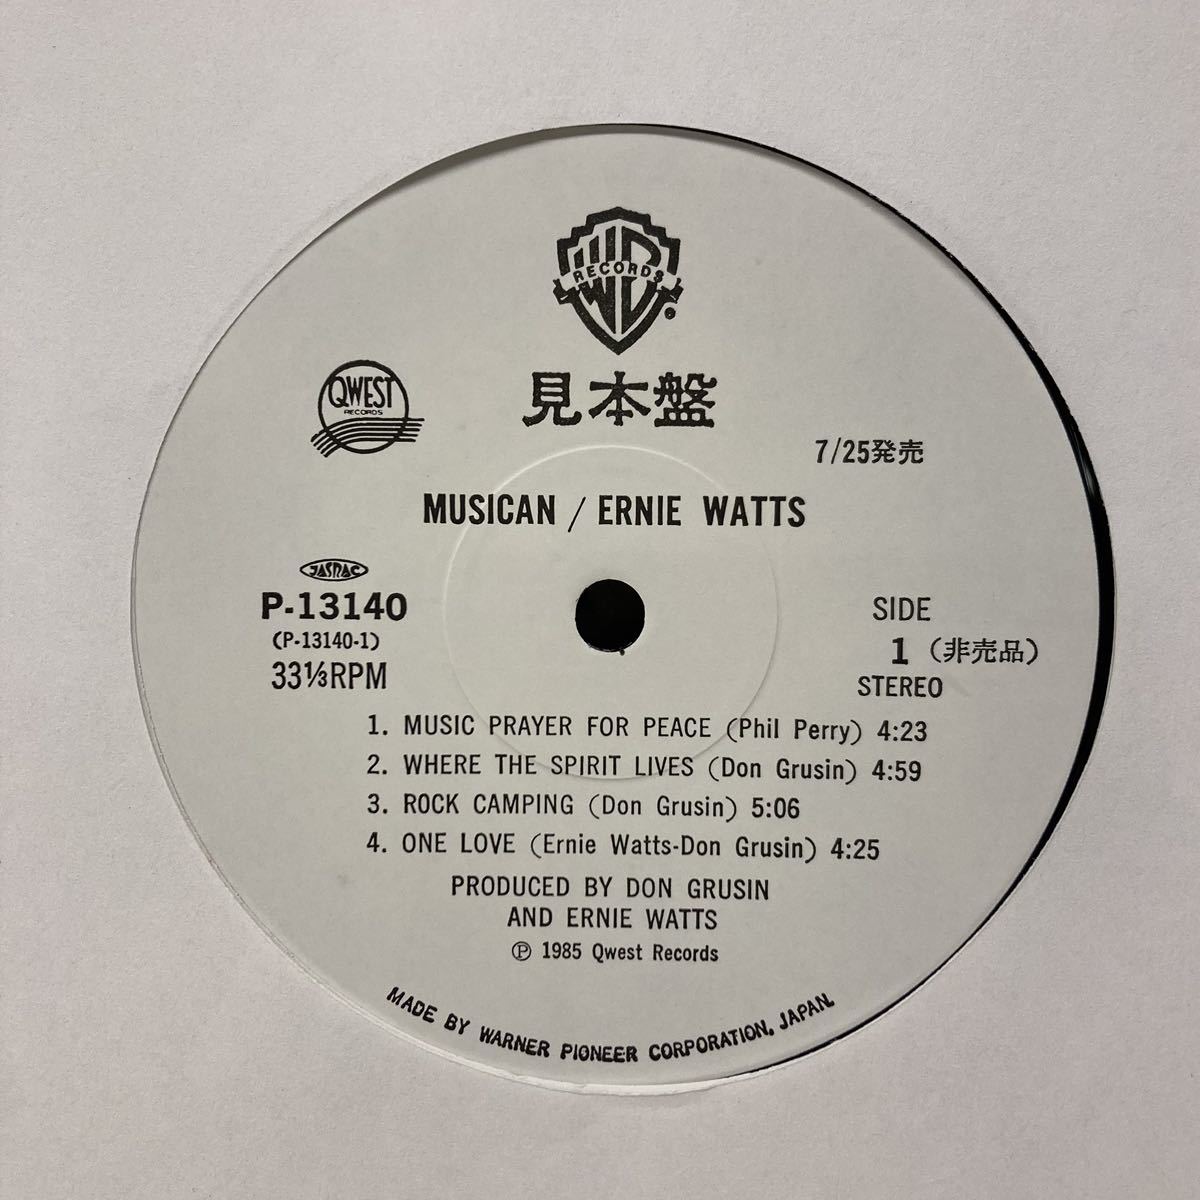 WB
RECORDS
QWEST
RECORDS
見本盤
7/25発売
MUSICAN / ERNIE WATTS
JASRAC
P-13140
(P-13140-1)
33⅓RPM
SIDE
1 (非売品)
STEREO
1. MUSIC PRAYER FOR PEACE (Phil Perry) 4:23
2. WHERE THE SPIRIT LIVES (Don Grusin) 4:59
3. ROCK CAMPING (Don Grusin) 5:06
4. ONE LOVE (Ernie Watts-Don Grusin) 4:25
PRODUCED BY DON GRUSIN
AND ERNIE WATTS
℗ 1985 Qwest Records
MADE BY WARNER PIONEER CORPORATION, JAPAN.